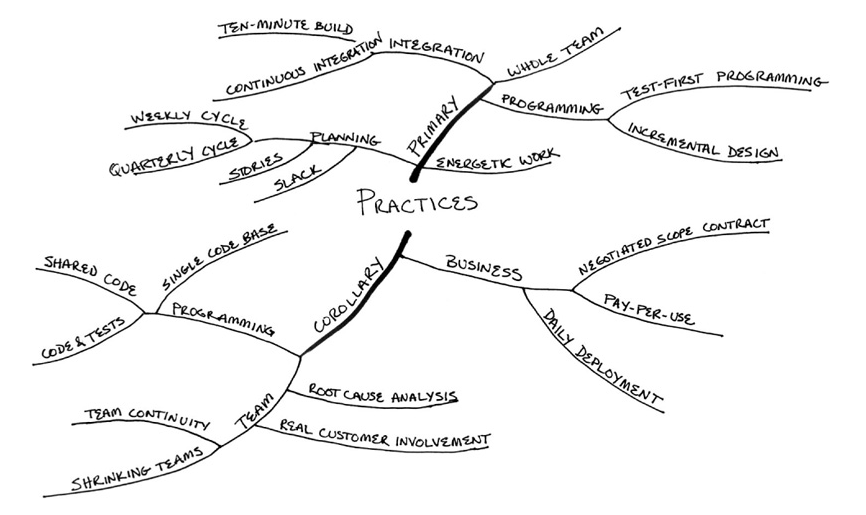 TEN-MINUTE BUILD
CONTINUOUS INTEGRATION
INTEGRATION
WHOLE TEAM
PRIMARY
PROGRAMMING
TEST-FIRST PROGRAMMING
INCREMENTAL DESIGN
WEEKLY CYCLE
QUARTERLY CYCLE
PLANNING
STORIES
SLACK
ENERGETIC WORK
PRACTICES
COROLLARY
BUSINESS
NEGOTIATED SCOPE CONTRACT
PAY-PER-USE
DAILY DEPLOYMENT
SHARED CODE
SINGLE CODE BASE
CODE & TESTS
PROGRAMMING
TEAM
ROOT CAUSE ANALYSIS
REAL CUSTOMER INVOLVEMENT
TEAM CONTINUITY
SHRINKING TEAMS